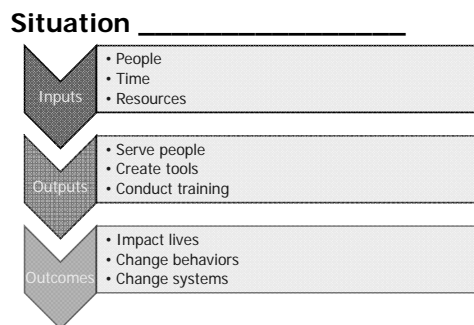 Situation ____________________
Inputs
• People
• Time
• Resources
Outputs
• Serve people
• Create tools
• Conduct training
Outcomes
• Impact lives
• Change behaviors
• Change systems